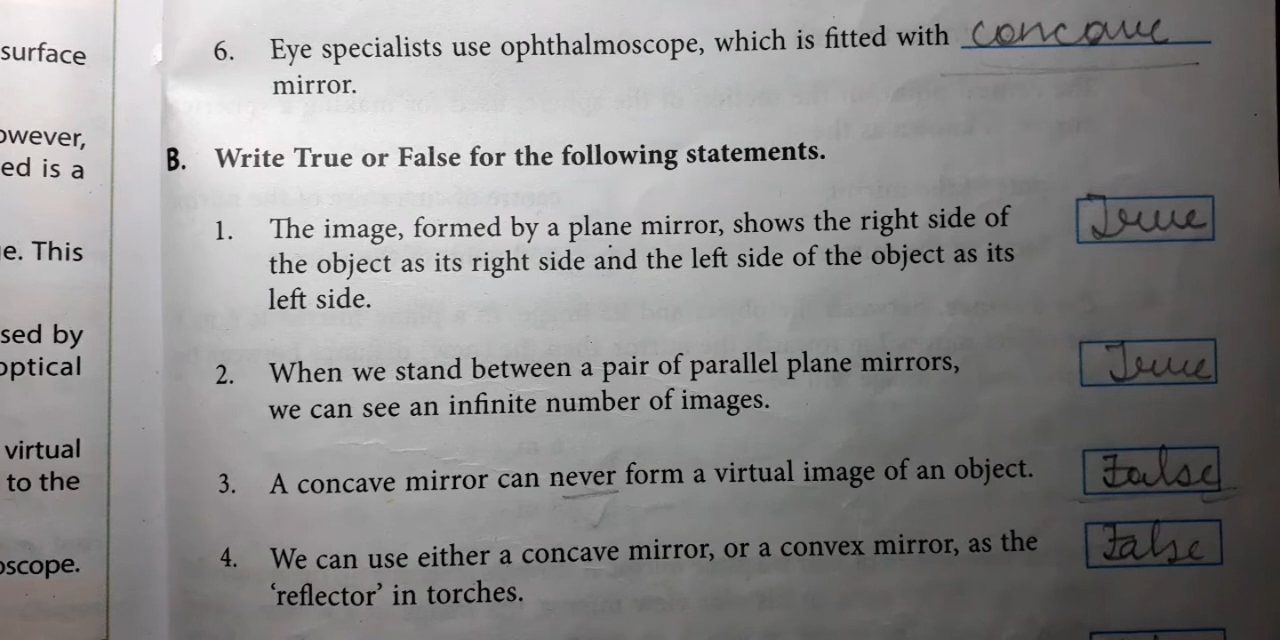 surface
owever,
ed is a
e. This
sed by
optical
virtual
to the
oscope.
6. Eye specialists use ophthalmoscope, which is fitted with concave
mirror.
B. Write True or False for the following statements.
1. The image, formed by a plane mirror, shows the right side of True
the object as its right side and the left side of the object as its
left side.
2. When we stand between a pair of parallel plane mirrors, True
we can see an infinite number of images.
3. A concave mirror can never form a virtual image of an object. False
4. We can use either a concave mirror, or a convex mirror, as the False
‘reflector’ in torches.